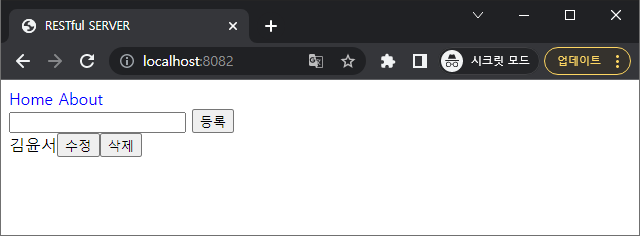 RESTful SERVER
localhost:8082
시크릿 모드
업데이트
Home About
등록
김윤서 수정 삭제